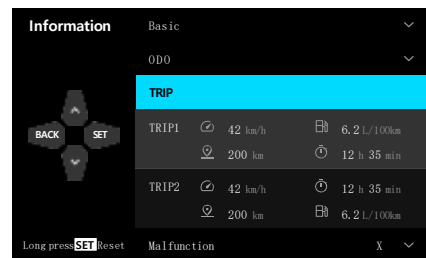 Information
Basic
ODO
TRIP
BACK SET
TRIP1 42 km/h 6.2 L/100km
200 km 12 h 35 min
TRIP2 42 km/h 12 h 35 min
200 km 6.2 L/100km
Long press SET Reset
Malfunction X